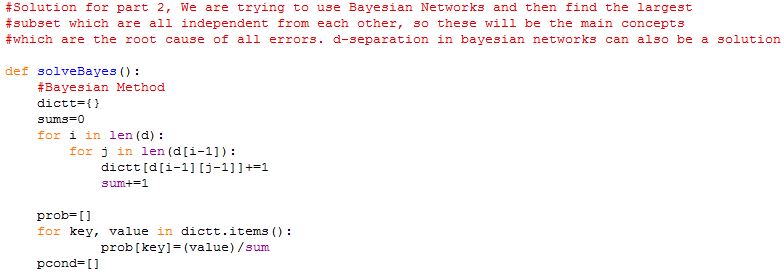 #Solution for part 2, We are trying to use Bayesian Networks and then find the largest
#subset which are all independent from each other, so these will be the main concepts
#which are the root cause of all errors. d-separation in bayesian networks can also be a solution
def solveBayes():
    #Bayesian Method
    dictt={}
    sums=0
    for i in len(d):
        for j in len(d[i-1]):
            dictt[d[i-1][j-1]]+=1
            sum+=1
    prob=[]
    for key, value in dictt.items():
            prob[key]=(value)/sum
    pcond=[]